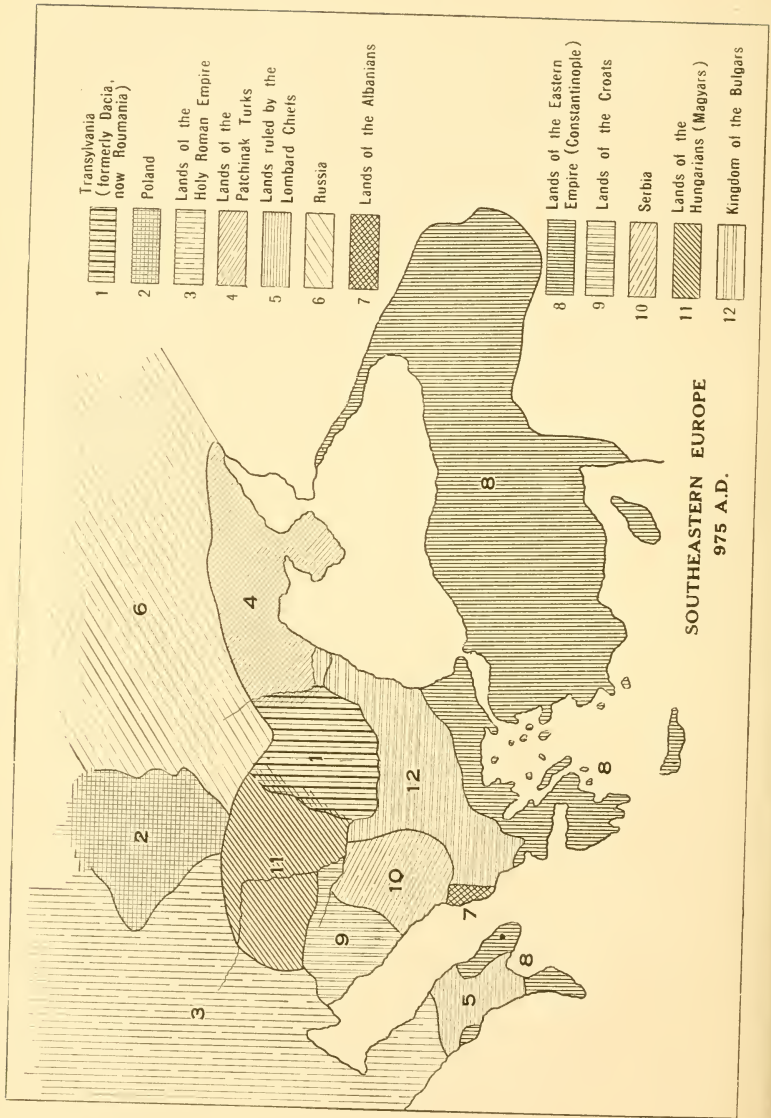 1
Transylvania
(formerly Dacia,
now Roumania)
2
Poland
3
Lands of the
Holy Roman Empire
4
Lands of the
Patchinak Turks
5
Lands ruled by the
Lombard Chiefs
6
Russia
7
Lands of the Albanians
8
Lands of the Eastern
Empire (Constantinople)
9
Lands of the Croats
10
Serbia
11
Lands of the
Hungarians (Magyars)
12
Kingdom of the Bulgars
3
2
6
11
1
4
9
10
12
7
5
8
8
8
SOUTHEASTERN EUROPE
975 A.D.